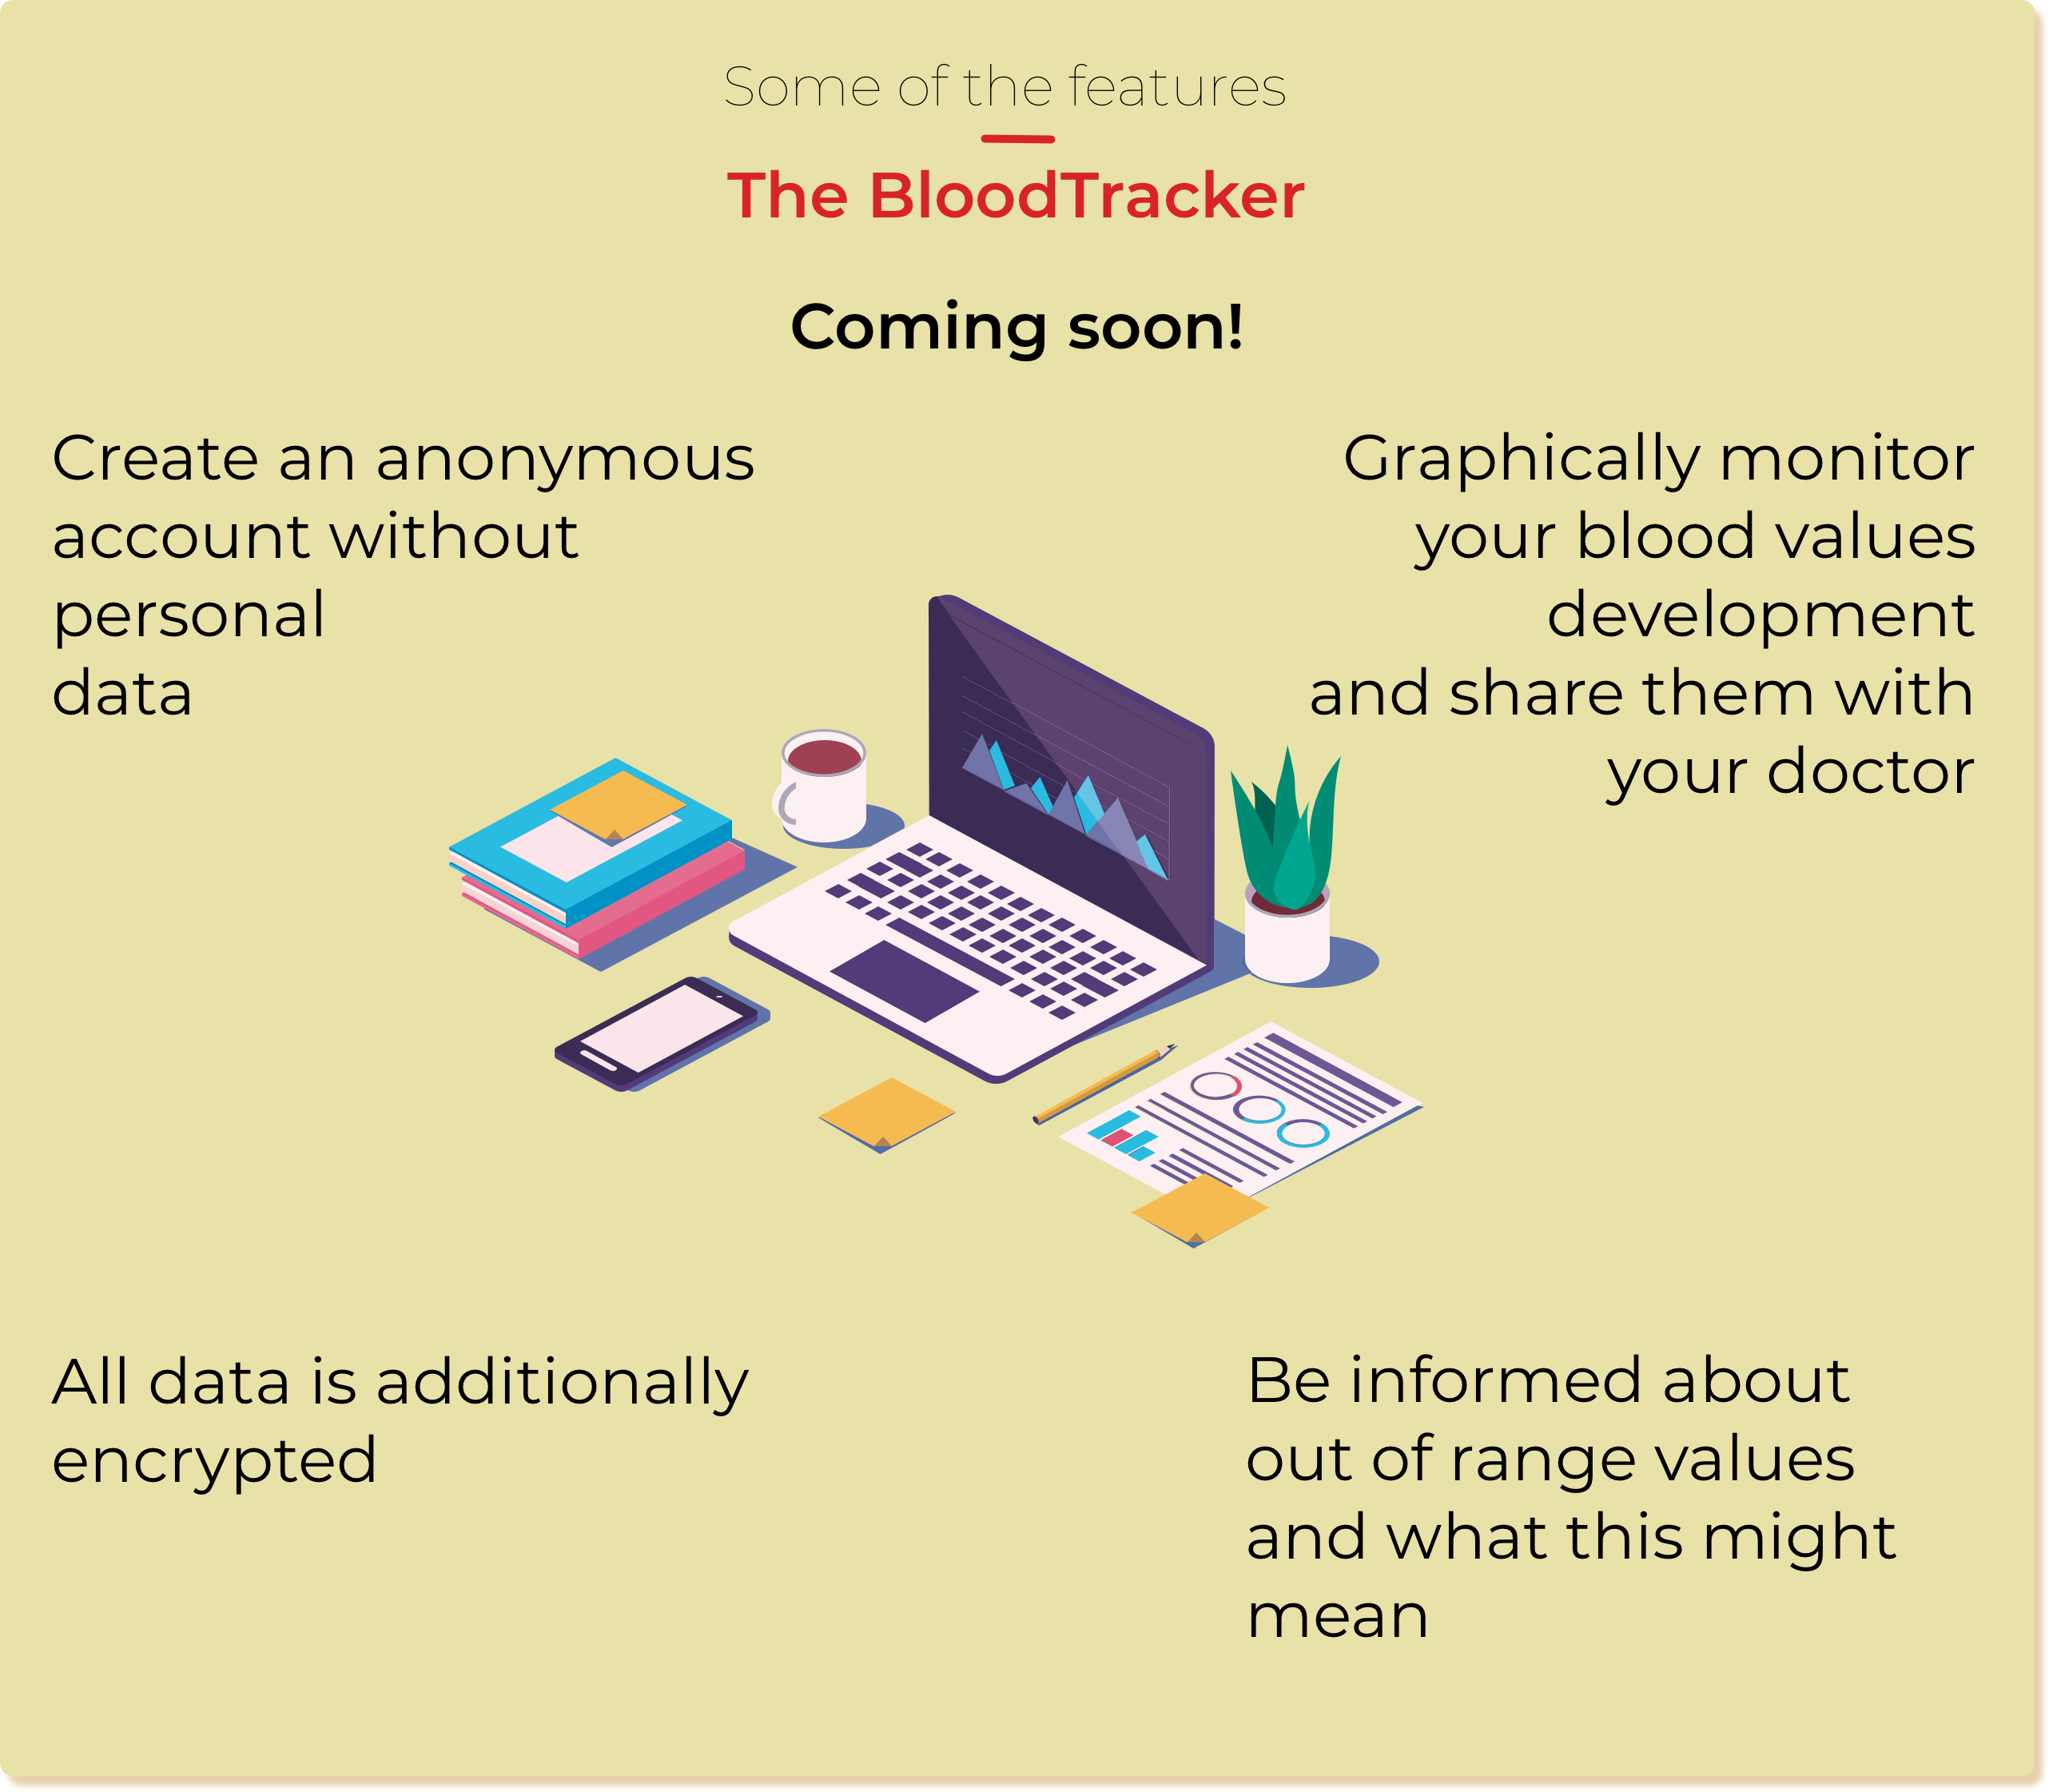 Some of the features
The BloodTracker
Coming soon!
Create an anonymous
account without
personal
data
Graphically monitor
your blood values
development
and share them with
your doctor
All data is additionally
encrypted
Be informed about
out of range values
and what this might
mean